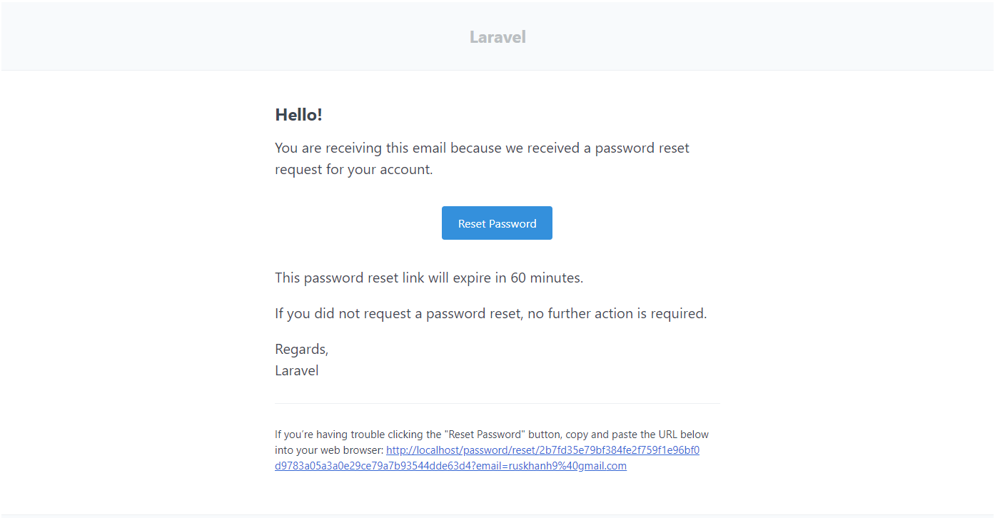 Laravel
Hello!
You are receiving this email because we received a password reset
request for your account.
Reset Password
This password reset link will expire in 60 minutes.
If you did not request a password reset, no further action is required.
Regards,
Laravel
If you’re having trouble clicking the "Reset Password" button, copy and paste the URL below
into your web browser: http://localhost/password/reset/2b7fd35e79bf384fe2f759f1e96bf0
d9783a05a3a0e29ce79a7b93544dde63d4?email=ruskhanh9%40gmail.com